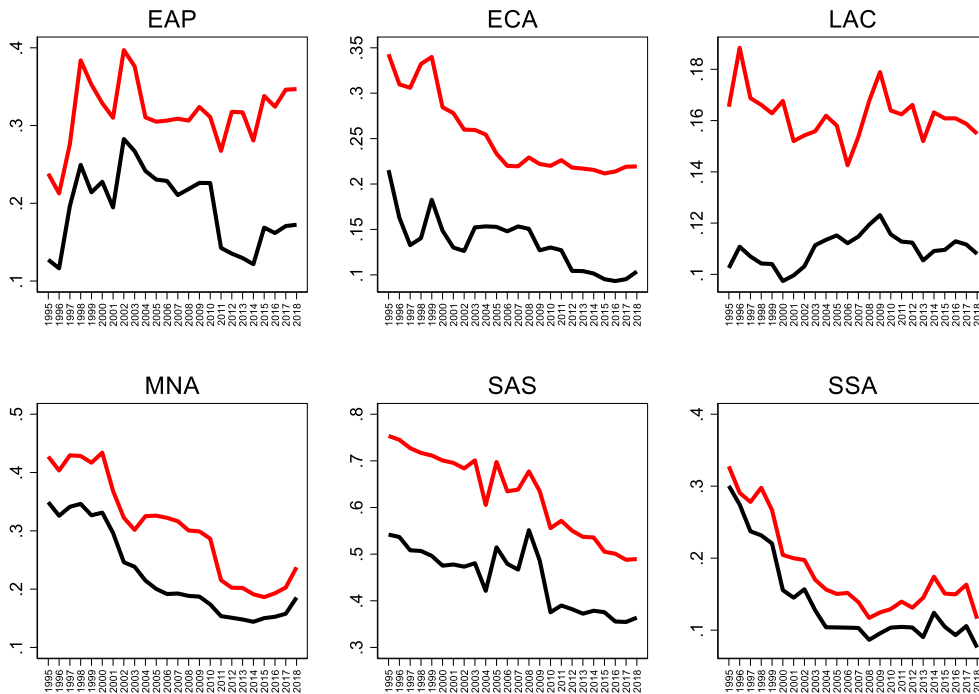 EAP
.1 .2 .3 .4
1995 1996 1997 1998 1999 2000 2001 2002 2003 2004 2005 2006 2007 2008 2009 2010 2011 2012 2013 2014 2015 2016 2017 2018
ECA
.1 .15 .2 .25 .3 .35
1995 1996 1997 1998 1999 2000 2001 2002 2003 2004 2005 2006 2007 2008 2009 2010 2011 2012 2013 2014 2015 2016 2017 2018
LAC
.1 .12 .14 .16 .18
1995 1996 1997 1998 1999 2000 2001 2002 2003 2004 2005 2006 2007 2008 2009 2010 2011 2012 2013 2014 2015 2016 2017 2018
MNA
.1 .2 .3 .4 .5
1995 1996 1997 1998 1999 2000 2001 2002 2003 2004 2005 2006 2007 2008 2009 2010 2011 2012 2013 2014 2015 2016 2017 2018
SAS
.3 .4 .5 .6 .7 .8
1995 1996 1997 1998 1999 2000 2001 2002 2003 2004 2005 2006 2007 2008 2009 2010 2011 2012 2013 2014 2015 2016 2017 2018
SSA
.1 .2 .3 .4
1995 1996 1997 1998 1999 2000 2001 2002 2003 2004 2005 2006 2007 2008 2009 2010 2011 2012 2013 2014 2015 2016 2017 2018